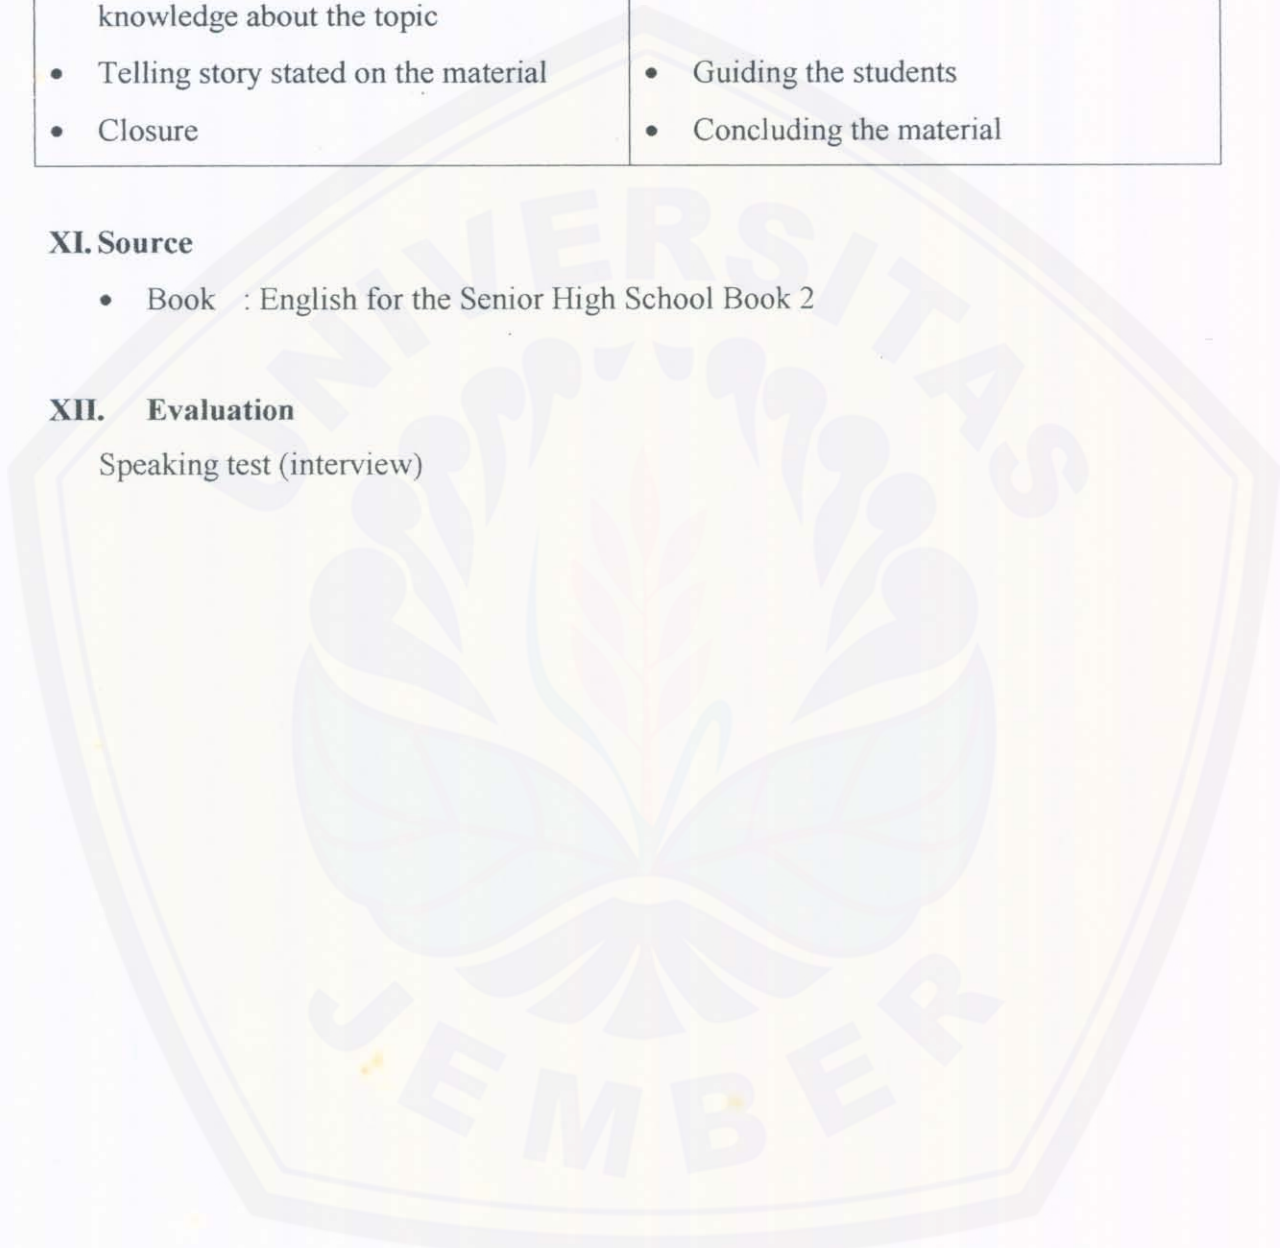 knowledge about the topic
• Telling story stated on the material
• Guiding the students
• Closure
• Concluding the material
XI. Source
• Book : English for the Senior High School Book 2
XII. Evaluation
Speaking test (interview)
UNIVERSITAS
JEMBER